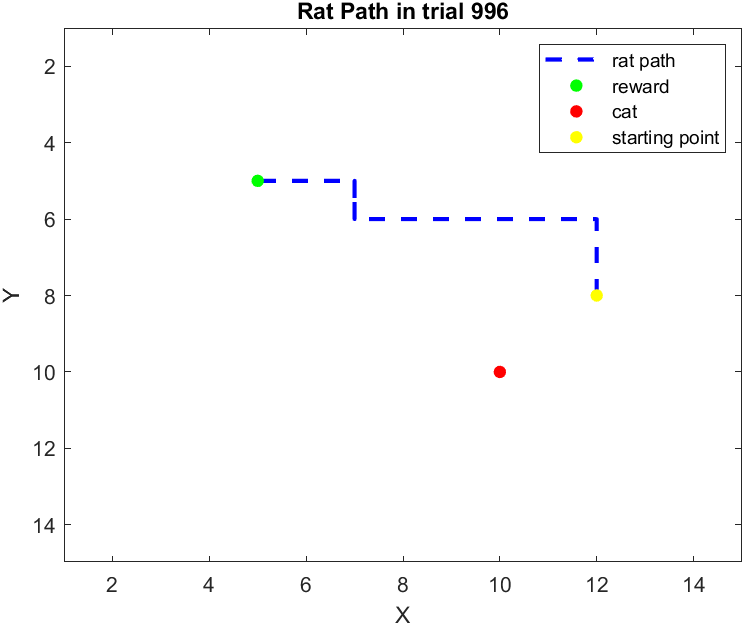 Rat Path in trial 996
rat path
reward
cat
starting point
2
4
6
8
10
12
14
Y
2 4 6 8 10 12 14
X